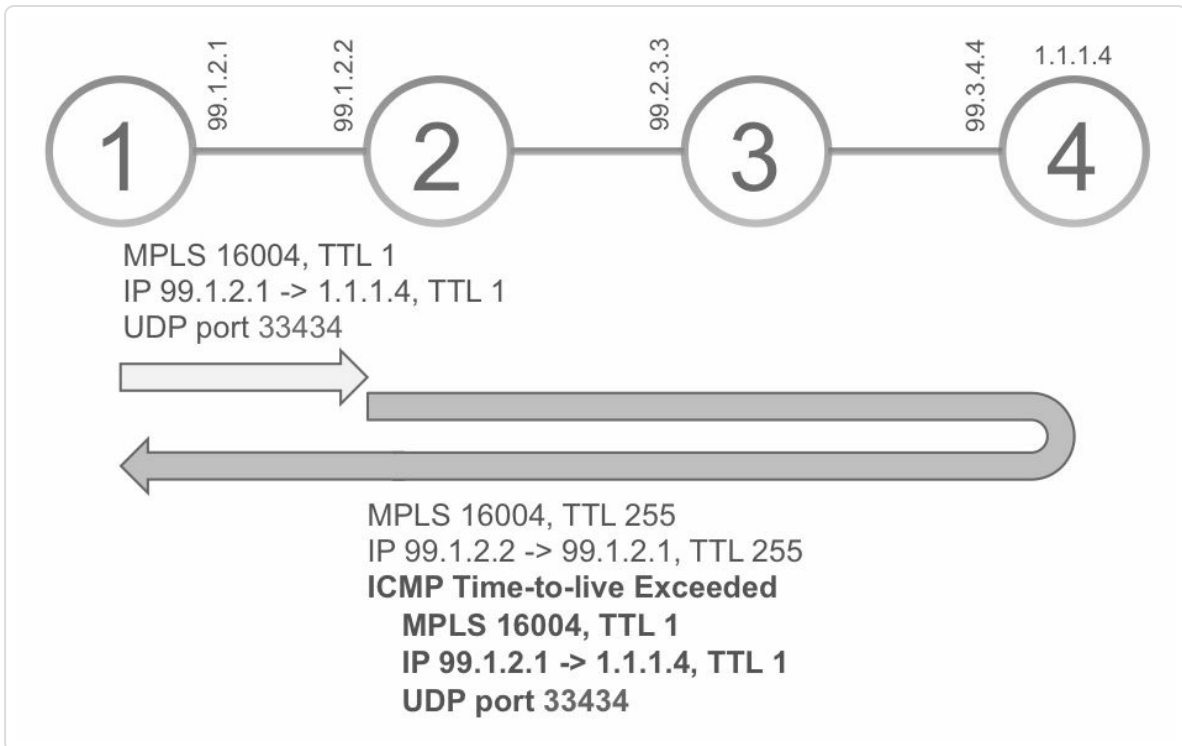 99.1.2.1
99.1.2.2
99.2.3.3
99.3.4.4
1.1.1.4
1
2
3
4
MPLS 16004, TTL 1
IP 99.1.2.1 -> 1.1.1.4, TTL 1
UDP port 33434
MPLS 16004, TTL 255
IP 99.1.2.2 -> 99.1.2.1, TTL 255
ICMP Time-to-live Exceeded
MPLS 16004, TTL 1
IP 99.1.2.1 -> 1.1.1.4, TTL 1
UDP port 33434